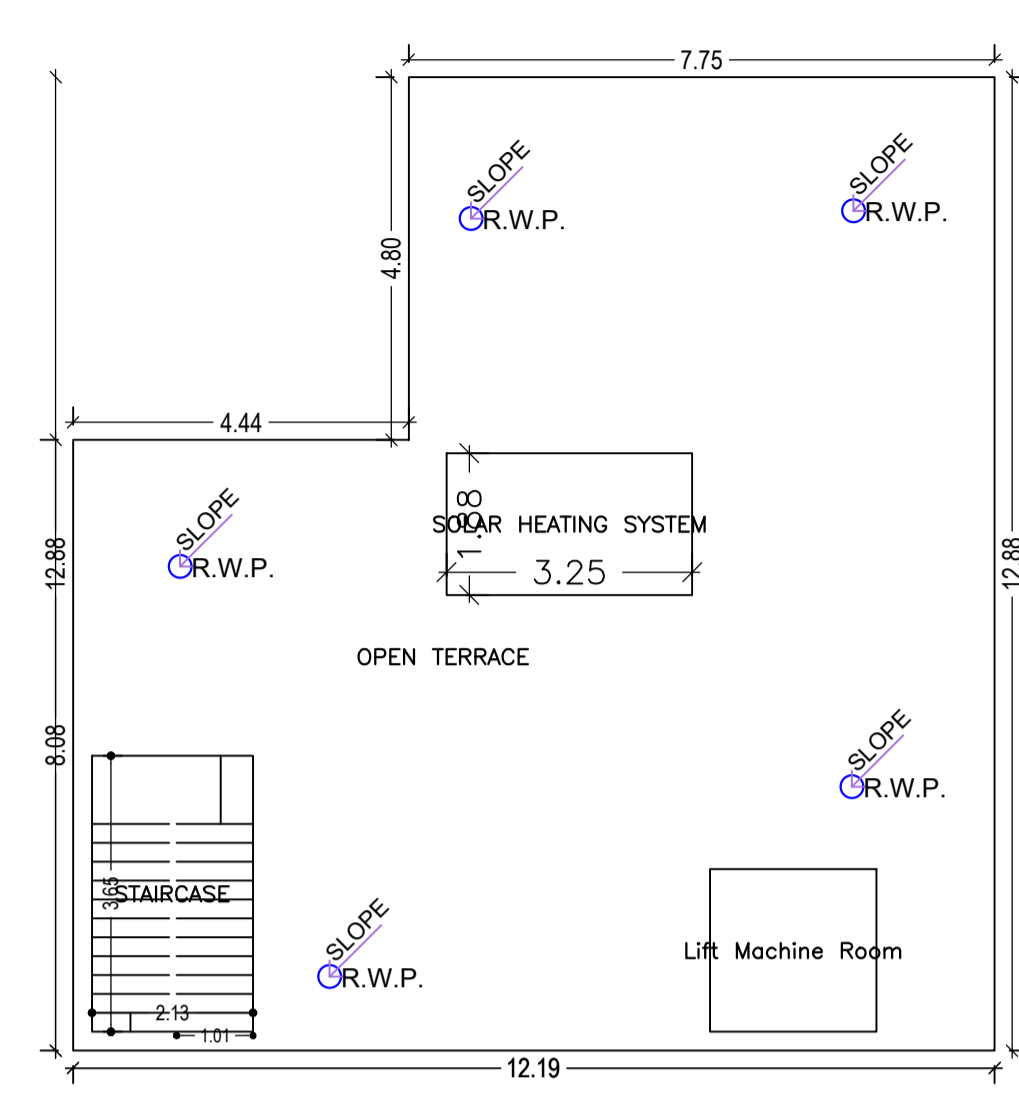 7.75
SLOPE
R.W.P.
SLOPE
R.W.P.
4.80
4.44
SLOPE
R.W.P.
1.88
SOLAR HEATING SYSTEM
3.25
12.88
12.88
OPEN TERRACE
8.08
SLOPE
R.W.P.
3.65
STAIRCASE
SLOPE
R.W.P.
Lift Machine Room
2.13
1.01
12.19